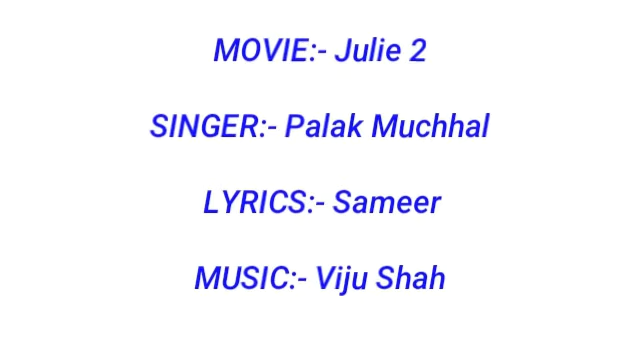 MOVIE:- Julie 2
SINGER:- Palak Muchhal
LYRICS:- Sameer
MUSIC:- Viju Shah